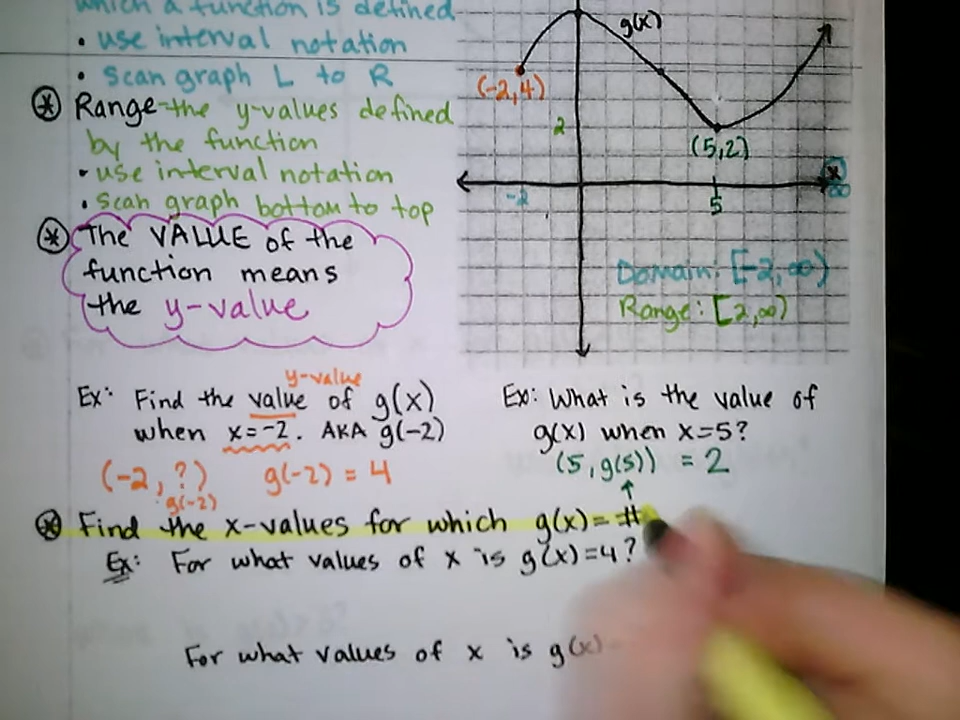 which a function is defined
• use interval notation
• scan graph L to R
* Range - the y-values defined
by the function
• use interval notation
• scan graph bottom to top
* The VALUE of the
function means
the y-value
g(x)
(-2,4)
2
(5,2)
x
∞
-2
5
Domain: [-2,∞)
Range: [2,∞)
y-value
Ex: Find the value of g(x)
when x=-2. AKA g(-2)
(-2, ?) g(-2) = 4
g(-2)
Ex: What is the value of
g(x) when x=5?
(5, g(5)) = 2
* Find the x-values for which g(x)=#
Ex: For what values of x is g(x)=4?
For what values of x is g(x)